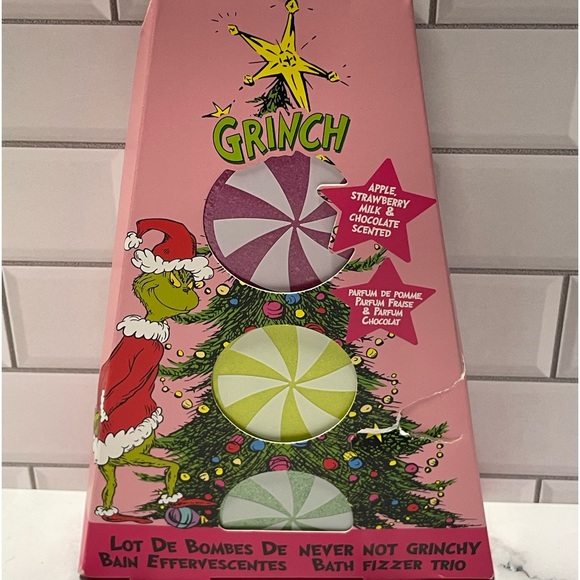 GRINCH
APPLE,
STRAWBERRY
MILK &
CHOCOLATE
SCENTED
PARFUM DE POMME,
PARFUM FRAISE
& PARFUM
CHOCOLAT
LOT DE BOMBES DE
BAIN EFFERVESCENTES
NEVER NOT GRINCHY
BATH FIZZER TRIO